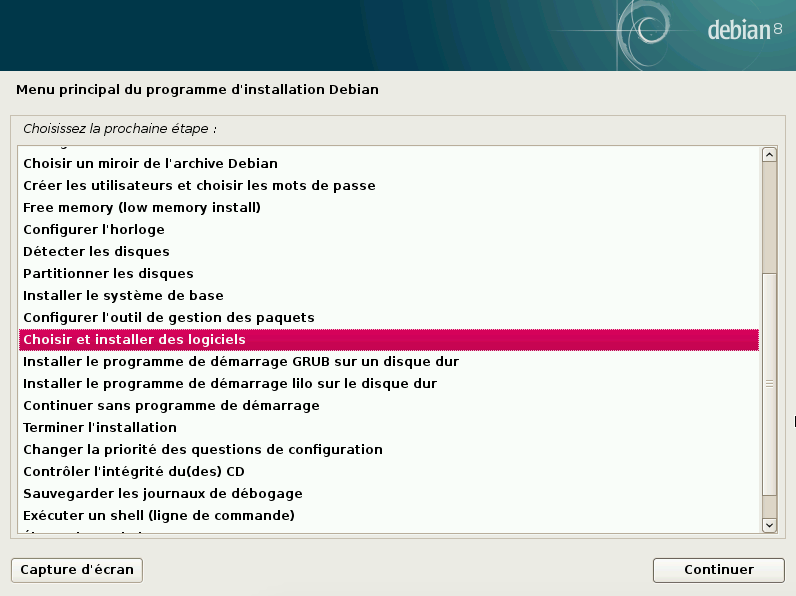 debian 8
Menu principal du programme d'installation Debian
Choisissez la prochaine étape :
Choisir un miroir de l'archive Debian
Créer les utilisateurs et choisir les mots de passe
Free memory (low memory install)
Configurer l'horloge
Détecter les disques
Partitionner les disques
Installer le système de base
Configurer l'outil de gestion des paquets
Choisir et installer des logiciels
Installer le programme de démarrage GRUB sur un disque dur
Installer le programme de démarrage lilo sur le disque dur
Continuer sans programme de démarrage
Terminer l'installation
Changer la priorité des questions de configuration
Contrôler l'intégrité du(des) CD
Sauvegarder les journaux de débogage
Exécuter un shell (ligne de commande)
Capture d'écran
Continuer